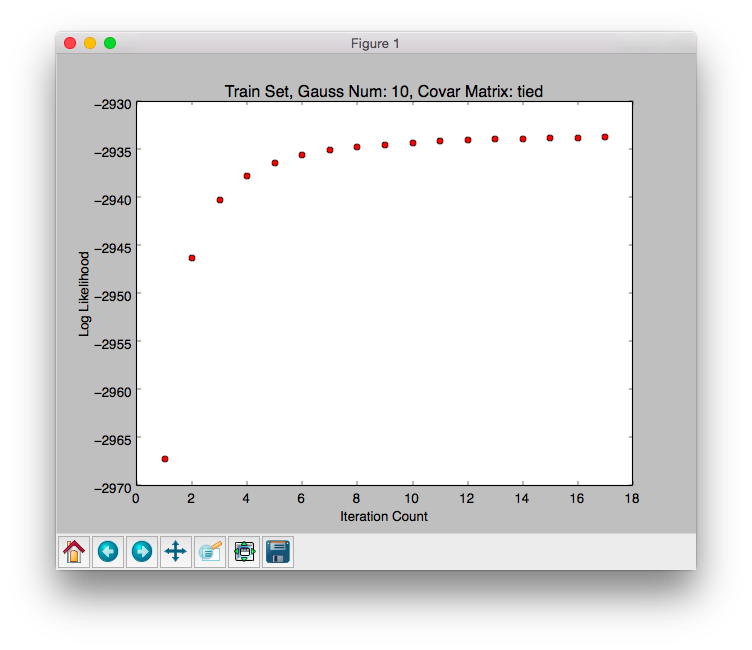 Figure 1
Train Set, Gauss Num: 10, Covar Matrix: tied
−2930
−2935
−2940
−2945
−2950
−2955
−2960
−2965
−2970
Log Likelihood
0 2 4 6 8 10 12 14 16 18
Iteration Count